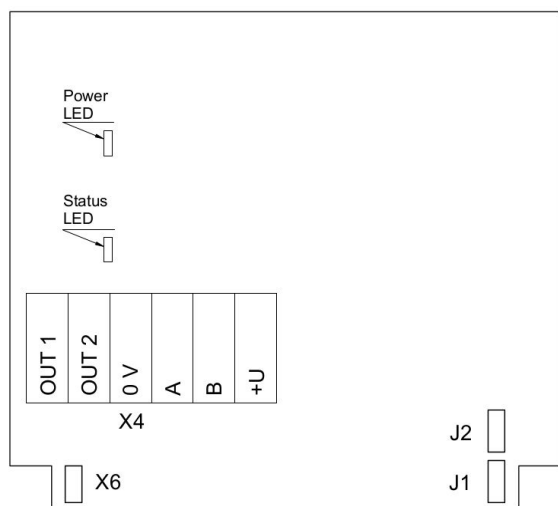 Power
LED
Status
LED
OUT 1
OUT 2
0 V
A
B
+U
X4
J2
X6
J1